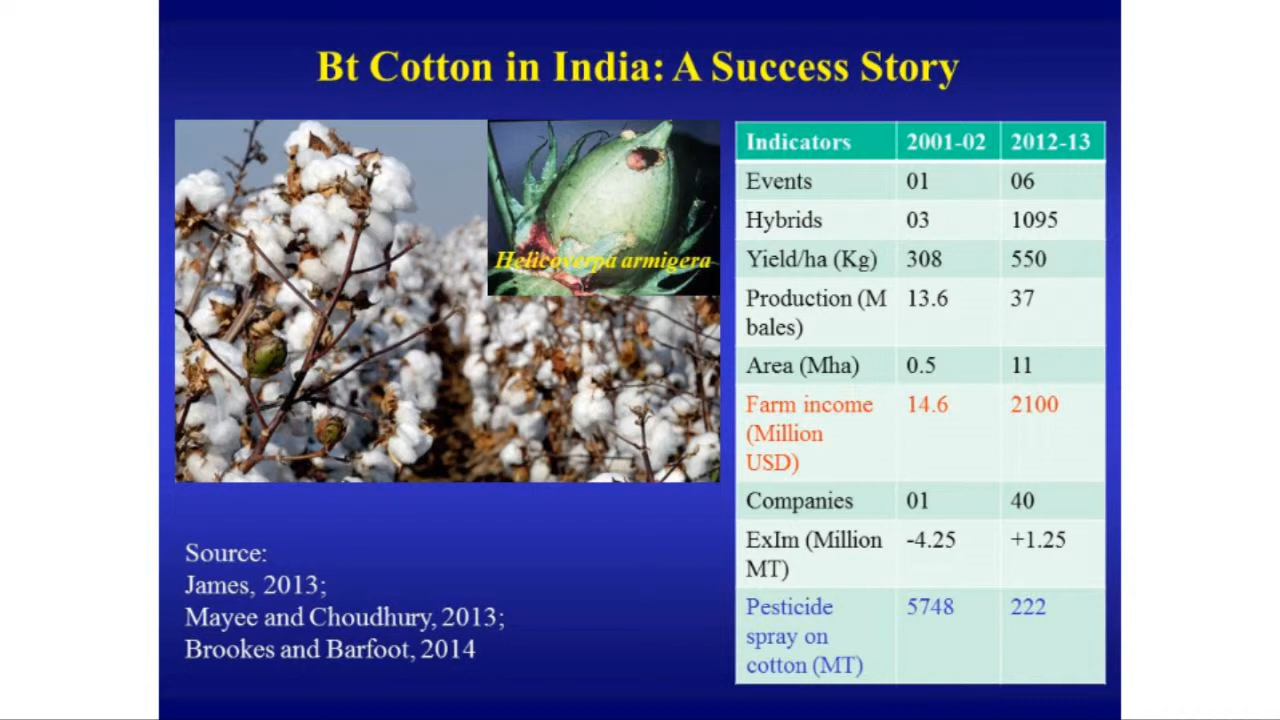 Bt Cotton in India: A Success Story
Helicoverpa armigera
Indicators 2001-02 2012-13
Events 01 06
Hybrids 03 1095
Yield/ha (Kg) 308 550
Production (M 13.6 37
bales)
Area (Mha) 0.5 11
Farm income 14.6 2100
(Million
USD)
Companies 01 40
ExIm (Million -4.25 +1.25
MT)
Pesticide 5748 222
spray on
cotton (MT)
Source:
James, 2013;
Mayee and Choudhury, 2013;
Brookes and Barfoot, 2014